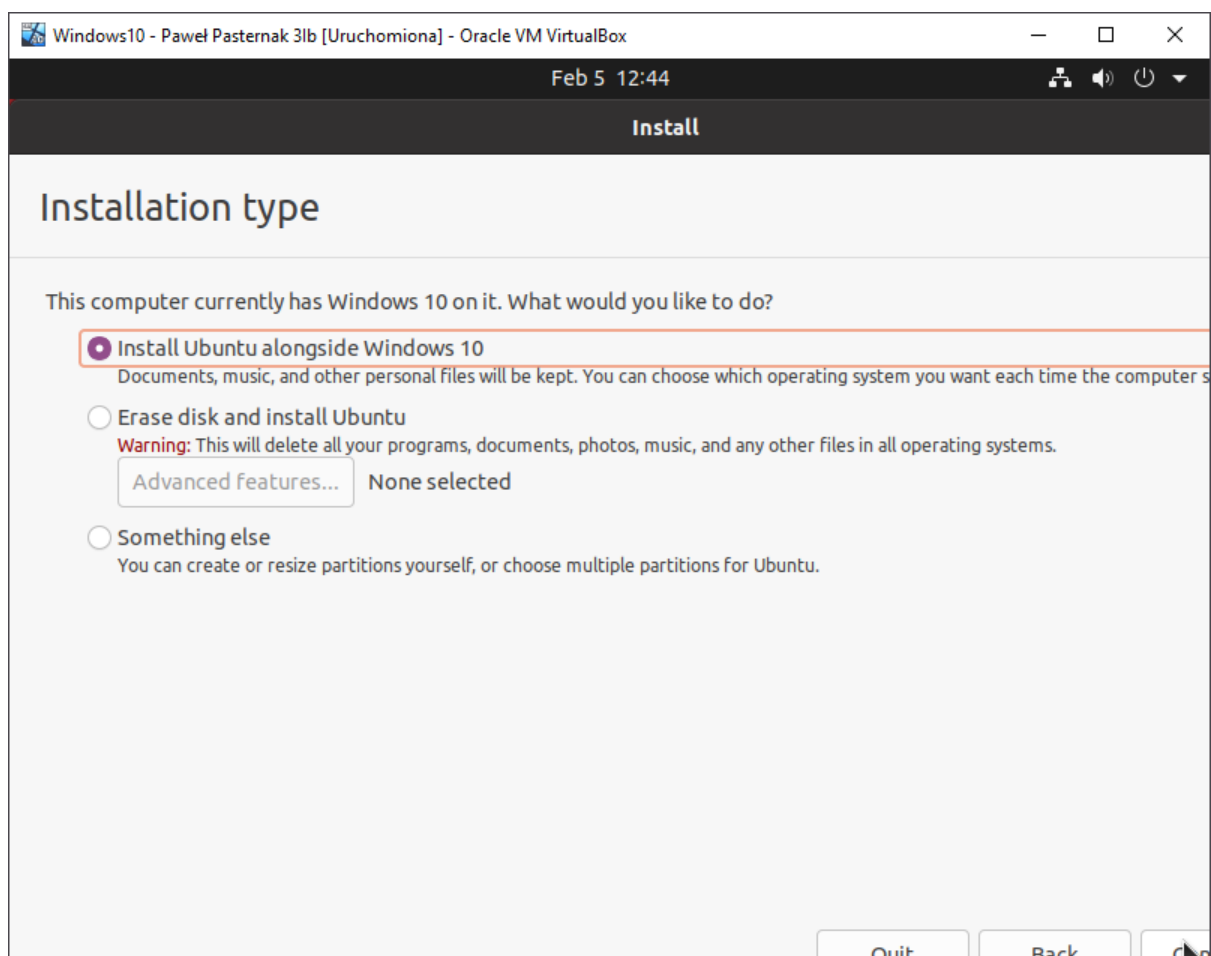 Windows10 - Paweł Pasternak 3lb [Uruchomiona] - Oracle VM VirtualBox
Feb 5 12:44
Install
Installation type
This computer currently has Windows 10 on it. What would you like to do?
Install Ubuntu alongside Windows 10
Documents, music, and other personal files will be kept. You can choose which operating system you want each time the computer s
Erase disk and install Ubuntu
Warning: This will delete all your programs, documents, photos, music, and any other files in all operating systems.
Advanced features... None selected
Something else
You can create or resize partitions yourself, or choose multiple partitions for Ubuntu.
Quit Back